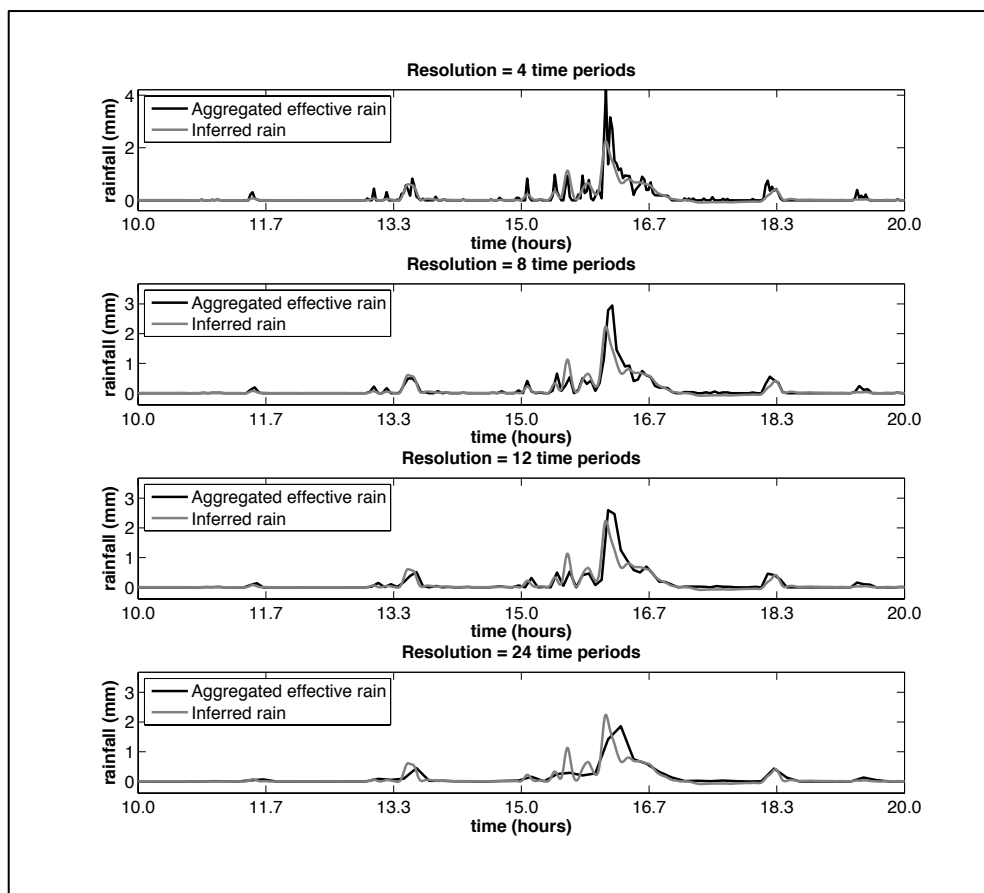 Resolution = 4 time periods
4
2
0
rainfall (mm)
Aggregated effective rain
Inferred rain
10.0 11.7 13.3 15.0 16.7 18.3 20.0
time (hours)
Resolution = 8 time periods
3
2
1
0
rainfall (mm)
Aggregated effective rain
Inferred rain
10.0 11.7 13.3 15.0 16.7 18.3 20.0
time (hours)
Resolution = 12 time periods
3
2
1
0
rainfall (mm)
Aggregated effective rain
Inferred rain
10.0 11.7 13.3 15.0 16.7 18.3 20.0
time (hours)
Resolution = 24 time periods
3
2
1
0
rainfall (mm)
Aggregated effective rain
Inferred rain
10.0 11.7 13.3 15.0 16.7 18.3 20.0
time (hours)